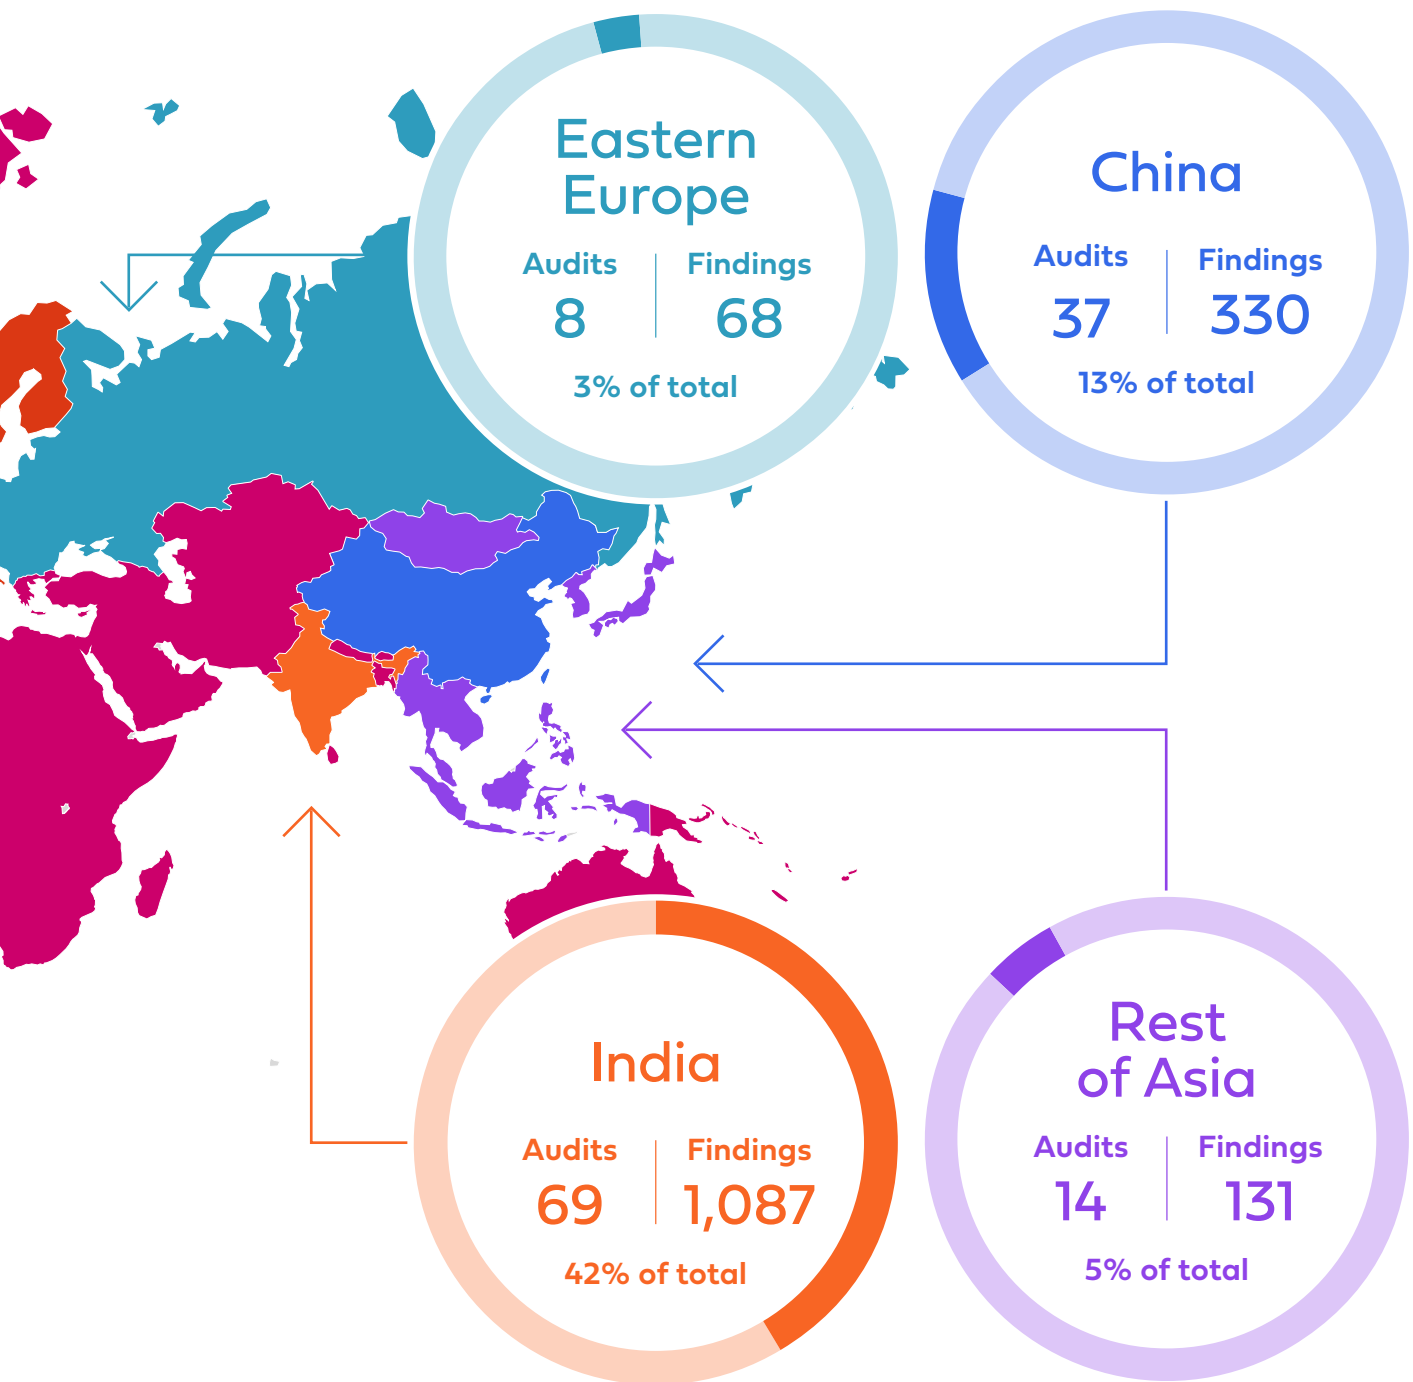 Eastern
Europe
Audits
Findings
8
68
3% of total
China
Audits
Findings
37
330
13% of total
India
Audits
Findings
69
1,087
42% of total
Rest
of Asia
Audits
Findings
14
131
5% of total